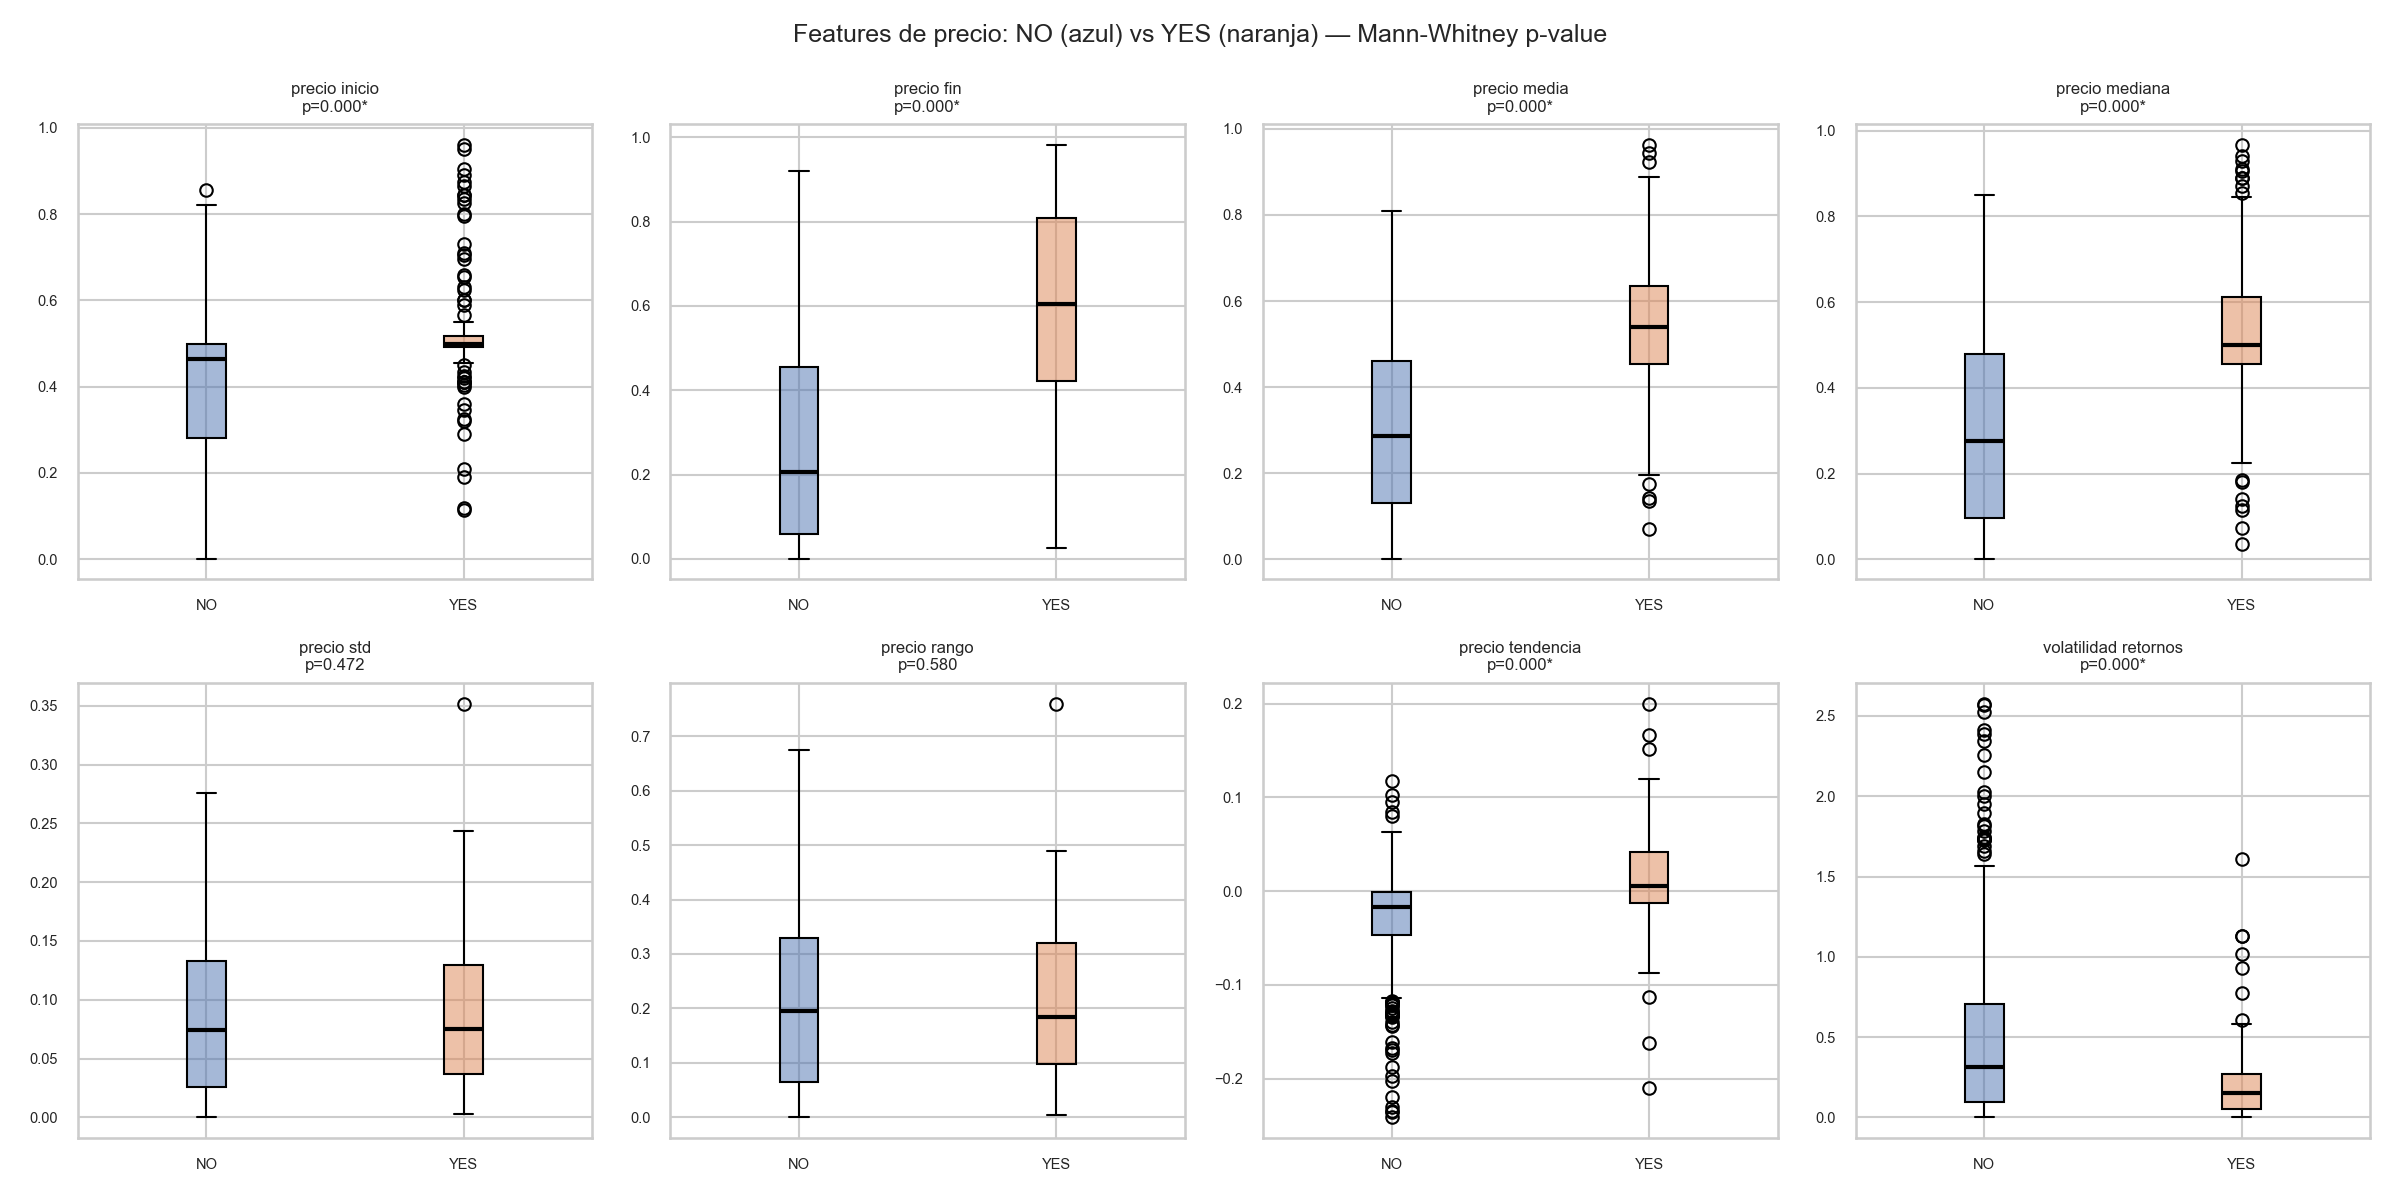 Features de precio: NO (azul) vs YES (naranja) — Mann-Whitney p-value
precio inicio
p=0.000*
1.0
0.8
0.6
0.4
0.2
0.0
NO YES
precio fin
p=0.000*
1.0
0.8
0.6
0.4
0.2
0.0
NO YES
precio media
p=0.000*
1.0
0.8
0.6
0.4
0.2
0.0
NO YES
precio mediana
p=0.000*
1.0
0.8
0.6
0.4
0.2
0.0
NO YES
precio std
p=0.472
0.35
0.30
0.25
0.20
0.15
0.10
0.05
0.00
NO YES
precio rango
p=0.580
0.7
0.6
0.5
0.4
0.3
0.2
0.1
0.0
NO YES
precio tendencia
p=0.000*
0.2
0.1
0.0
−0.1
−0.2
NO YES
volatilidad retornos
p=0.000*
2.5
2.0
1.5
1.0
0.5
0.0
NO YES